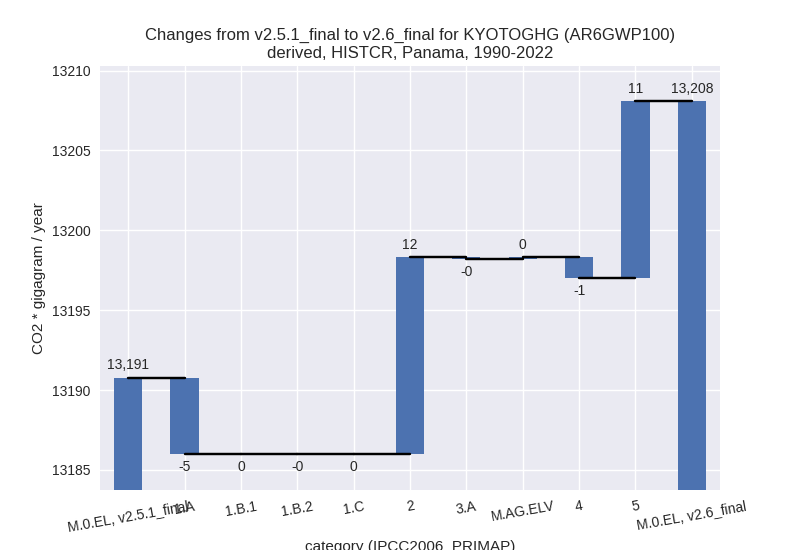 Changes from v2.5.1_final to v2.6_final for KYOTOGHG (AR6GWP100)
derived, HISTCR, Panama, 1990-2022
13210
13205
13200
13195
13190
13185
CO2 * gigagram / year
13,191
-5
0
-0
0
12
-0
0
-1
11
13,208
M.0.EL, v2.5.1_final
1.A
1.B.1
1.B.2
1.C
2
3.A
M.AG.ELV
4
5
M.0.EL, v2.6_final
category (IPCC2006_PRIMAP)